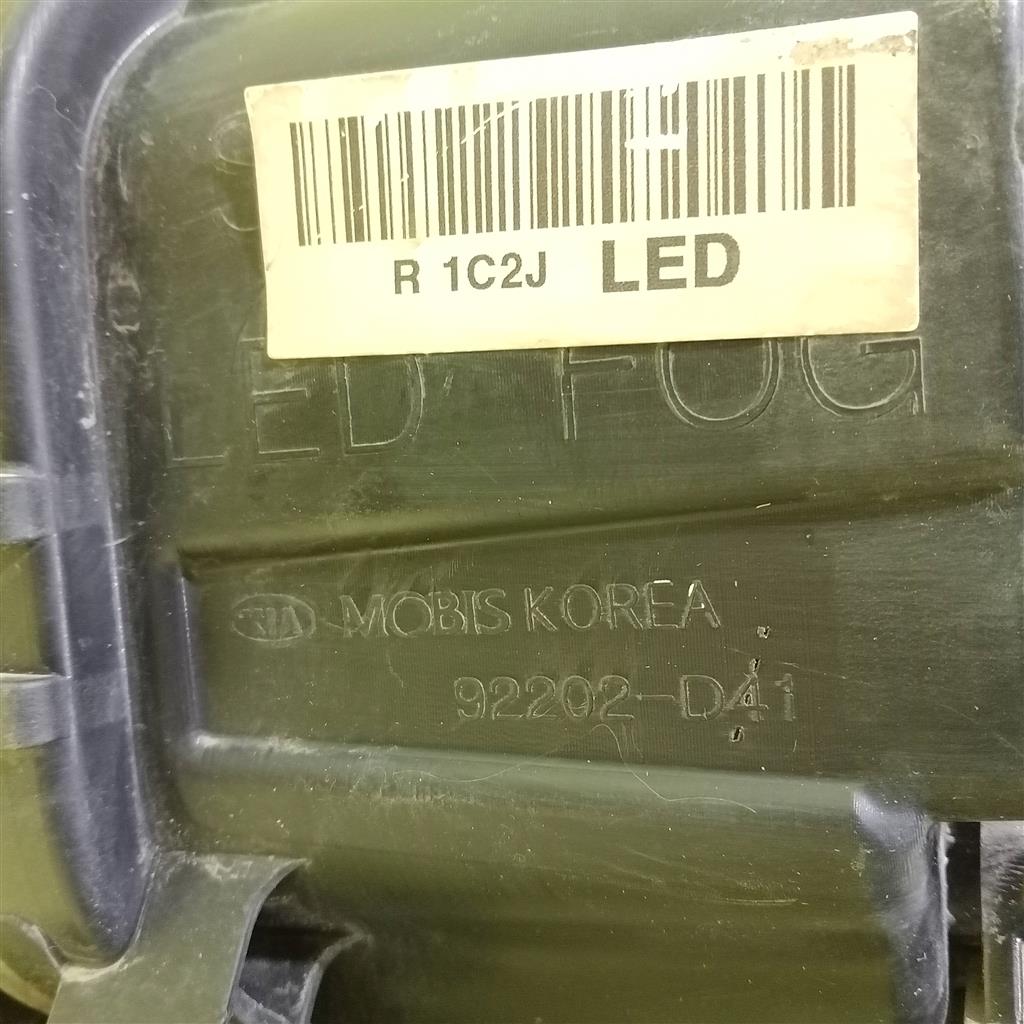 R 1C2J LED
LED FOG
KIA MOBIS KOREA
92202-D41